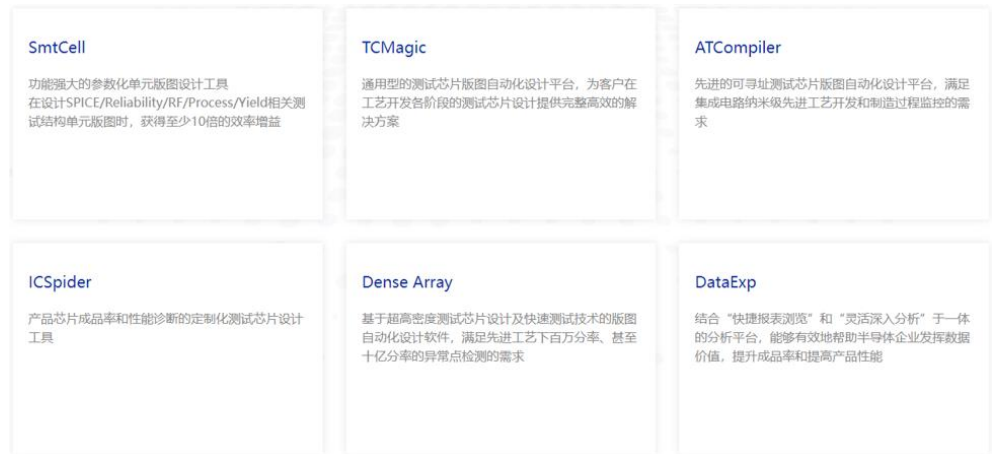 SmtCell
功能强大的参数化单元版图设计工具
在设计SPICE/Reliability/RF/Process/Yield相关测
试结构单元版图时，获得至少10倍的效率增益
TCMagic
通用型的测试芯片版图自动化设计平台，为客户在
工艺开发各阶段的测试芯片设计提供完整高效的解
决方案
ATCompiler
先进的可寻址测试芯片版图自动化设计平台，满足
集成电路纳米级先进工艺开发和制造过程监控的需
求
ICSpider
产品芯片成品率和性能诊断的定制化测试芯片设计
工具
Dense Array
基于超高密度测试芯片设计及快速测试技术的版图
自动化设计软件，满足先进工艺下百万分率、甚至
十亿分率的异常点检测的需求
DataExp
结合“快捷报表浏览”和“灵活深入分析”于一体
的分析平台，能够有效地帮助半导体企业发挥数据
价值，提升成品率和提高产品性能